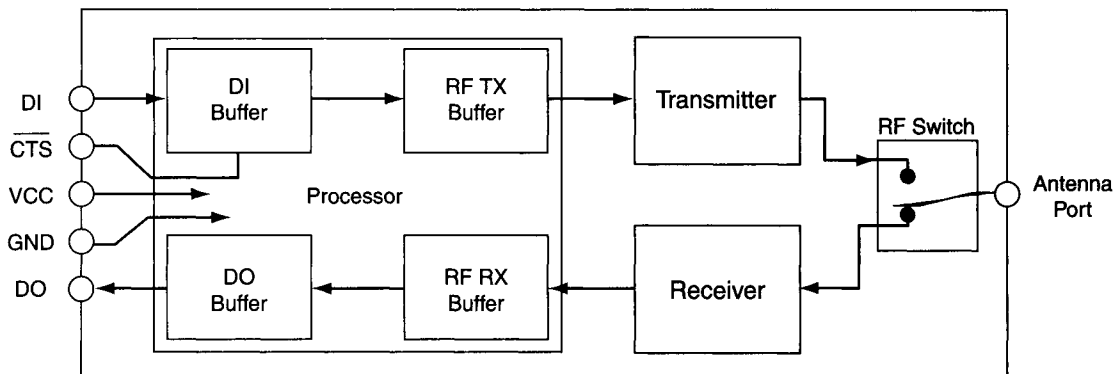 DI
CTS
VCC
GND
DO
DI
Buffer
RF TX
Buffer
Processor
DO
Buffer
RF RX
Buffer
Transmitter
Receiver
RF Switch
Antenna
Port